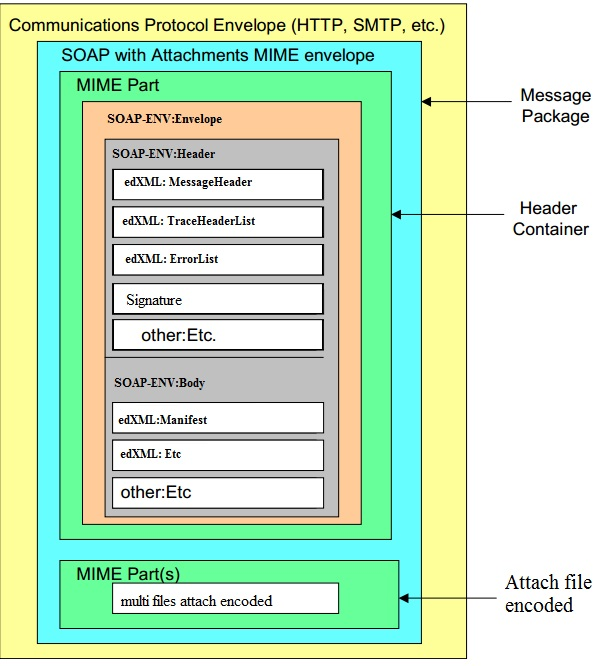 Communications Protocol Envelope (HTTP, SMTP, etc.)
SOAP with Attachments MIME envelope
MIME Part
SOAP-ENV:Envelope
SOAP-ENV:Header
edXML: MessageHeader
edXML: TraceHeaderList
edXML: ErrorList
Signature
other:Etc.
SOAP-ENV:Body
edXML:Manifest
edXML: Etc
other:Etc
MIME Part(s)
multi files attach encoded
Message
Package
Header
Container
Attach file
encoded